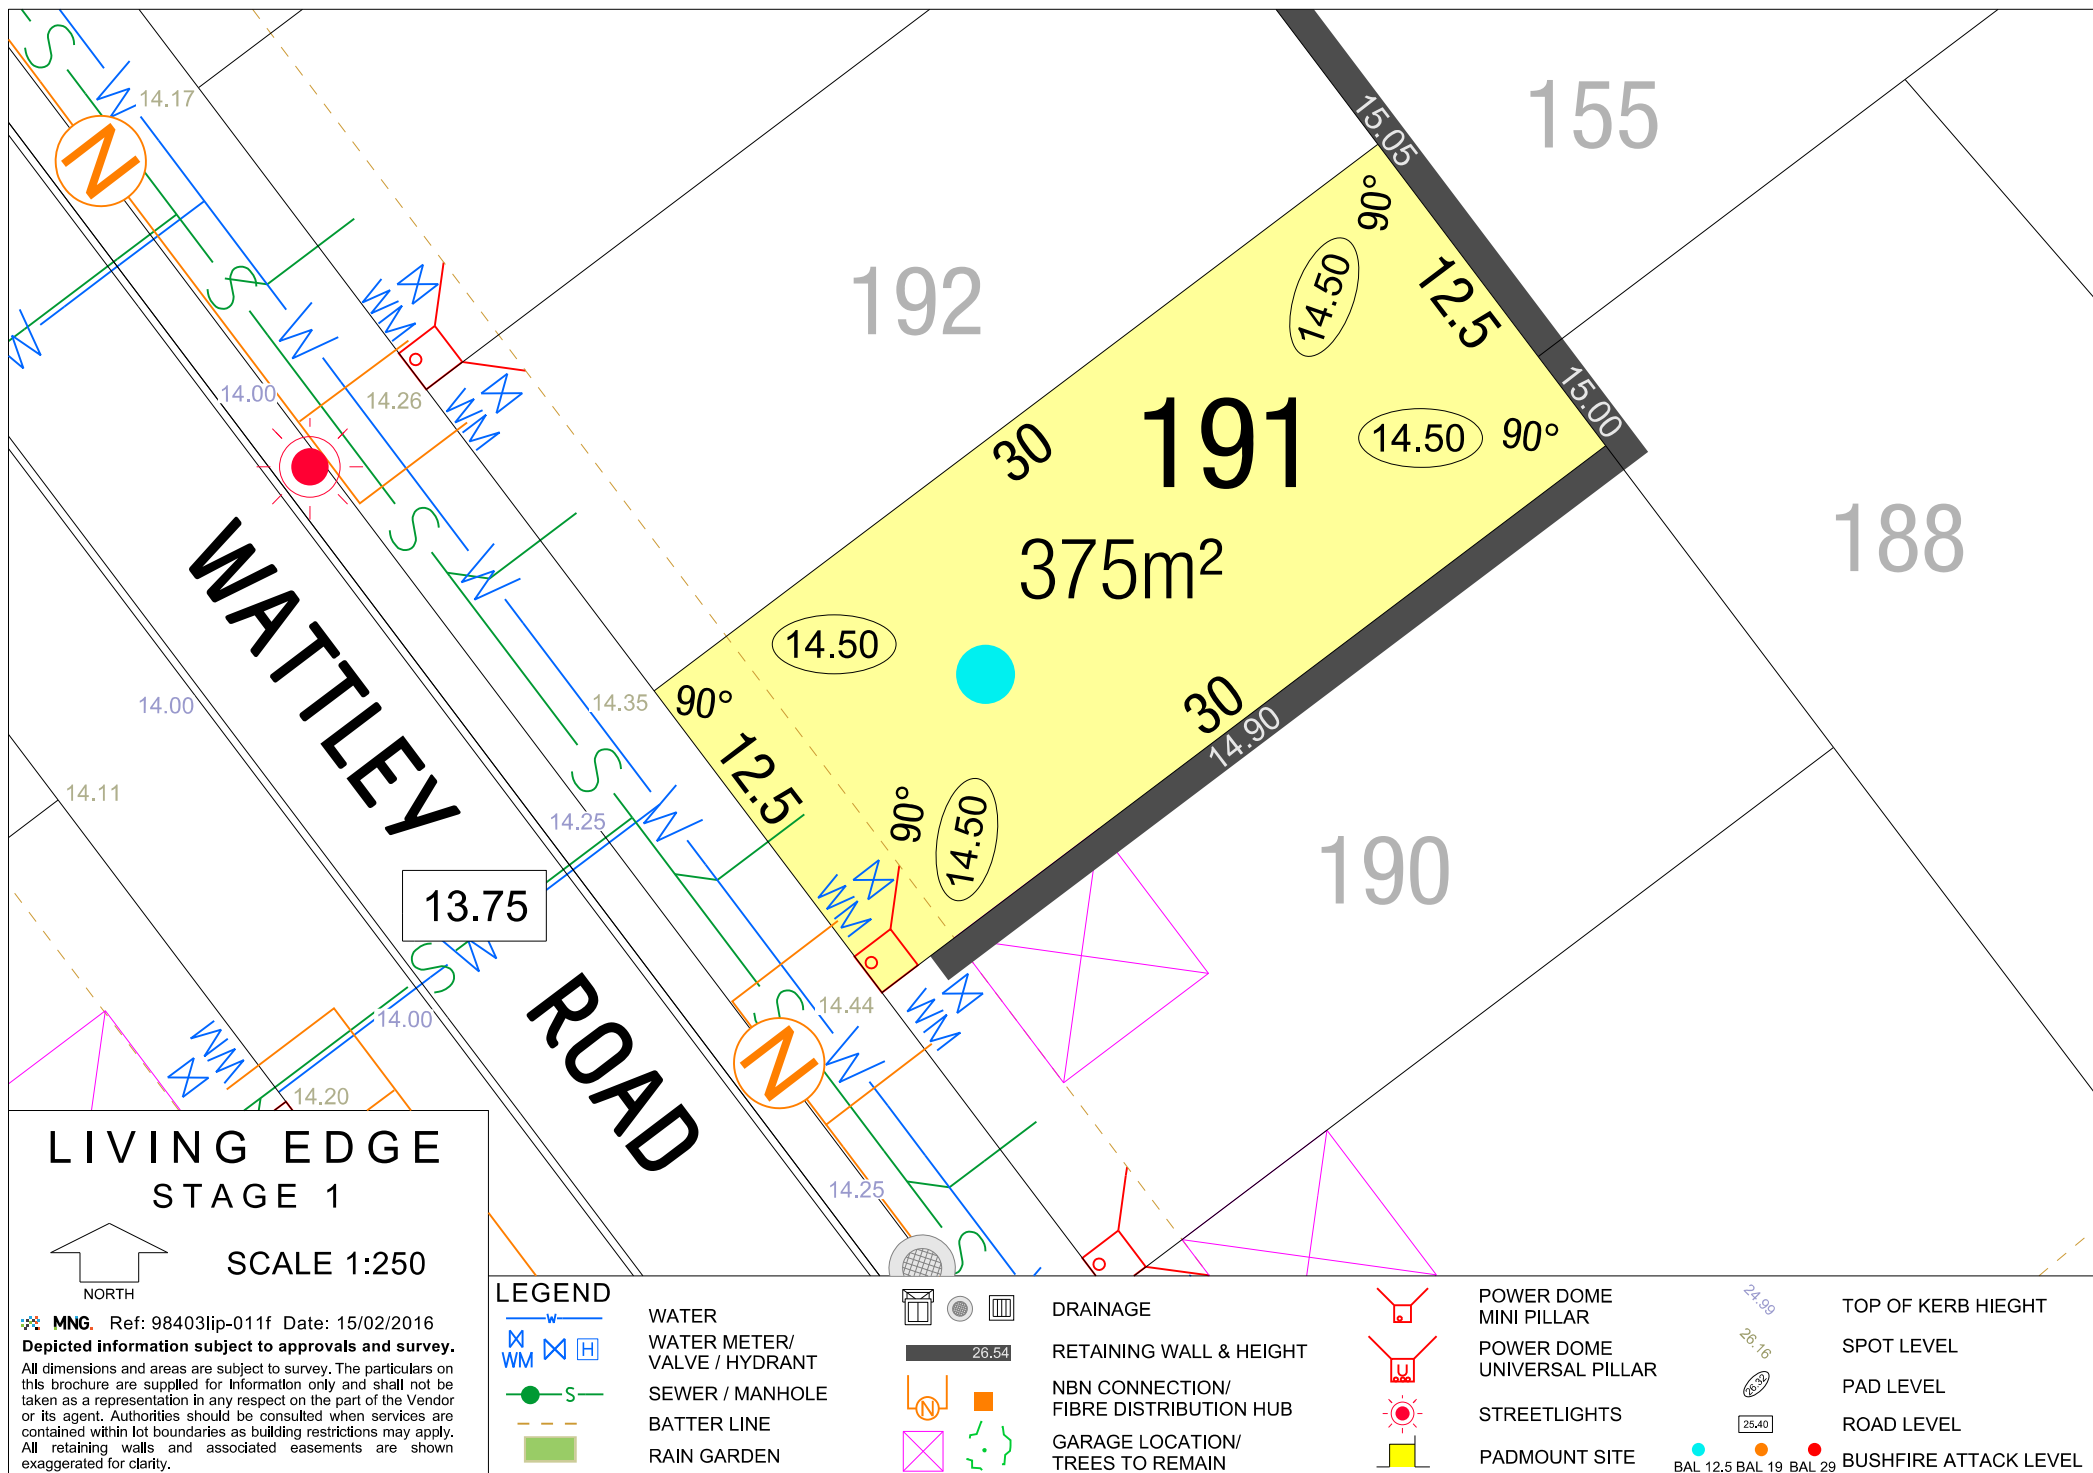 155
15.05
14.17
192
90°
14.50
12.5
15.00
14.50
90°
191
30
375m²
188
14.00
14.26
WM
WM
14.50
90°
12.5
30
14.90
14.35
14.00
14.11
14.25
90°
14.50
WM
190
13.75
WATTLEY ROAD
14.44
WM
14.00
WM
14.20
14.25
N
N
S
S
S
S
S
S
S
S
W
W
W
W
W
W
W
W
LIVING EDGE
STAGE 1
NORTH
SCALE 1:250
MNG. Ref: 98403lip-011f Date: 15/02/2016
Depicted information subject to approvals and survey.
All dimensions and areas are subject to survey. The particulars on
this brochure are supplied for information only and shall not be
taken as a representation in any respect on the part of the Vendor
or its agent. Authorities should be consulted when services are
contained within lot boundaries as building restrictions may apply.
All retaining walls and associated easements are shown
exaggerated for clarity.
LEGEND
W WATER
WM H WATER METER/
VALVE / HYDRANT
S SEWER / MANHOLE
BATTER LINE
RAIN GARDEN
DRAINAGE
26.54 RETAINING WALL & HEIGHT
N NBN CONNECTION/
FIBRE DISTRIBUTION HUB
GARAGE LOCATION/
TREES TO REMAIN
POWER DOME
MINI PILLAR
U POWER DOME
UNIVERSAL PILLAR
STREETLIGHTS
PADMOUNT SITE
24.99 TOP OF KERB HIEGHT
26.16 SPOT LEVEL
26.32 PAD LEVEL
25.40 ROAD LEVEL
BAL 12.5 BAL 19 BAL 29 BUSHFIRE ATTACK LEVEL